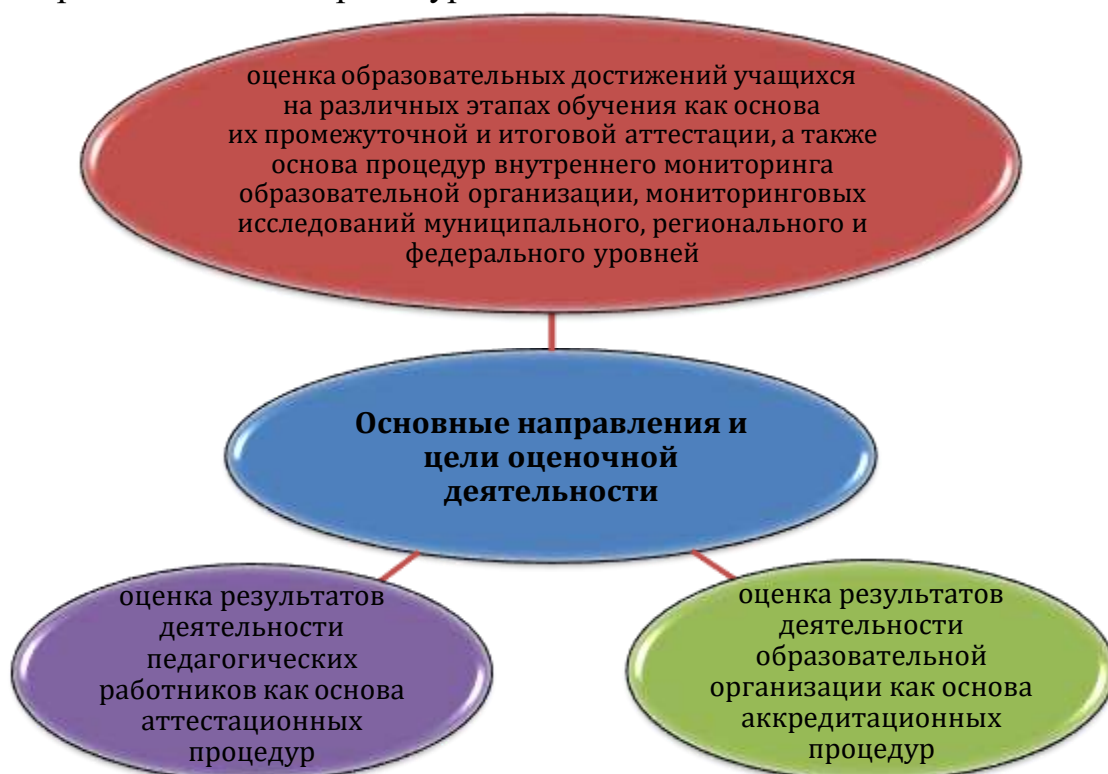 оценка образовательных достижений учащихся
на различных этапах обучения как основа
их промежуточной и итоговой аттестации, а также
основа процедур внутреннего мониторинга
образовательной организации, мониторинговых
исследований муниципального, регионального и
федерального уровней
Основные направления и
цели оценочной
деятельности
оценка результатов
деятельности
педагогических
работников как основа
аттестационных
процедур
оценка результатов
деятельности
образовательной
организации как основа
аккредитационных
процедур